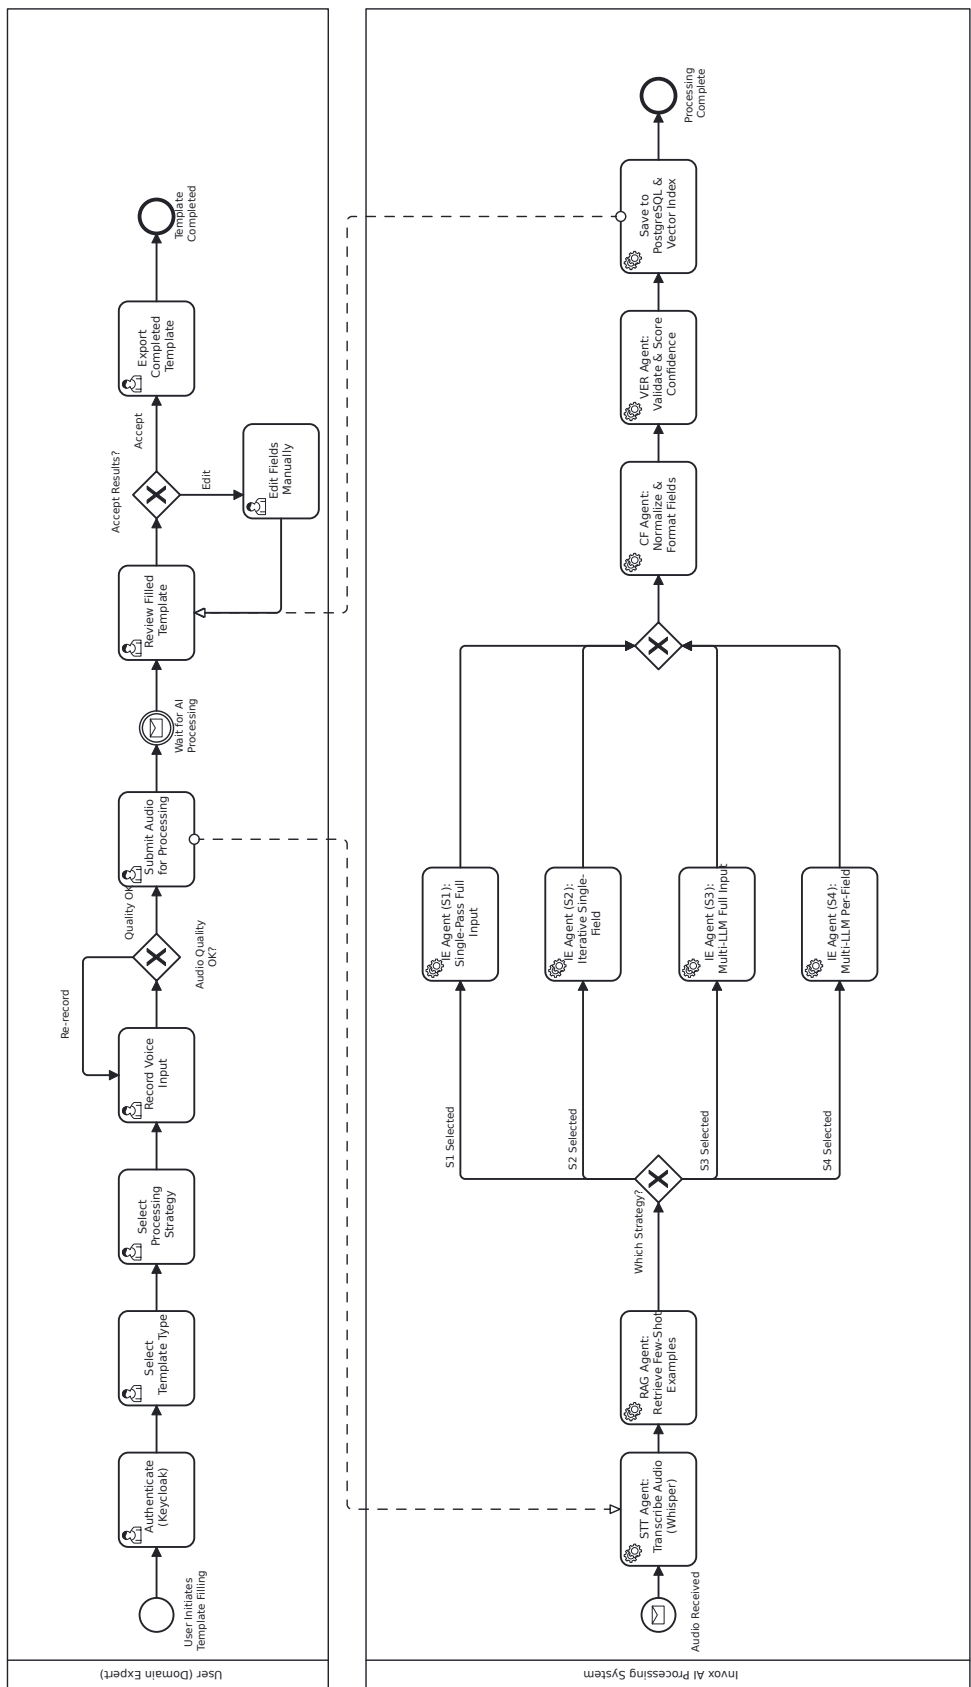 User (Domain Expert)
User Initiates
Template Filling
Authenticate
(Keycloak)
Select
Template Type
Select
Processing
Strategy
Record Voice
Input
Re-record
Audio Quality
OK?
Quality OK
Submit Audio
for Processing
Wait for AI
Processing
Review Filled
Template
Accept Results?
Edit
Edit Fields
Manually
Accept
Export
Completed
Template
Template
Completed
Invox AI Processing System
Audio Received
STT Agent:
Transcribe Audio
(Whisper)
RAG Agent:
Retrieve Few-Shot
Examples
Which Strategy?
S1 Selected
S2 Selected
S3 Selected
S4 Selected
IE Agent (S1):
Single-Pass Full
Input
IE Agent (S2):
Iterative Single-
Field
IE Agent (S3):
Multi-LLM Full Input
IE Agent (S4):
Multi-LLM Per-Field
CF Agent:
Normalize &
Format Fields
VER Agent:
Validate & Score
Confidence
Save to
PostgreSQL &
Vector Index
Processing
Complete